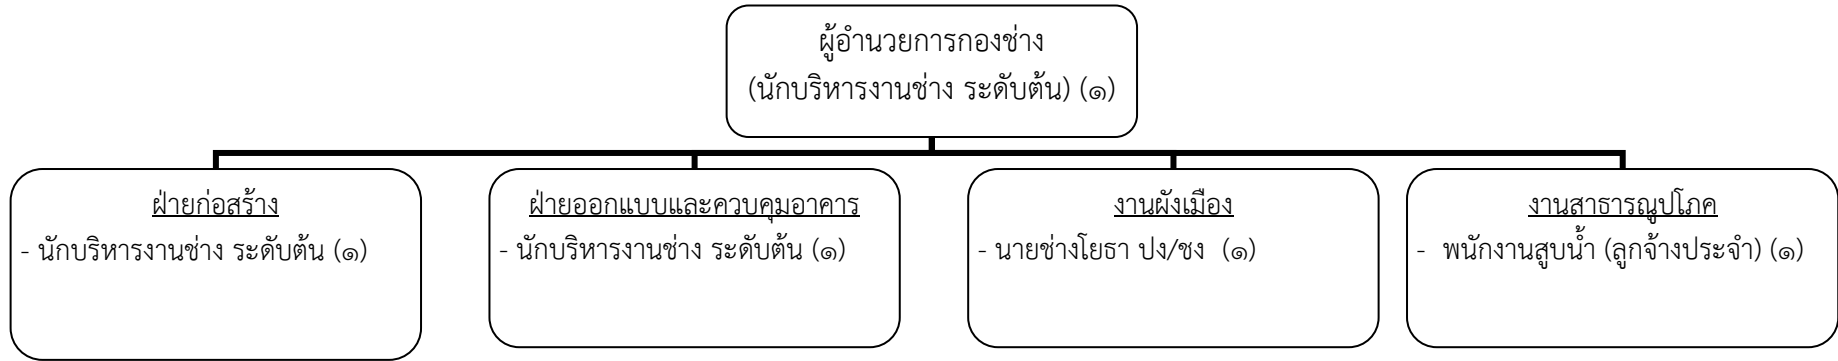 ผู้อำนวยการกองช่าง
(นักบริหารงานช่าง ระดับต้น) (๑)
ฝ่ายก่อสร้าง
- นักบริหารงานช่าง ระดับต้น (๑)
ฝ่ายออกแบบและควบคุมอาคาร
- นักบริหารงานช่าง ระดับต้น (๑)
งานผังเมือง
- นายช่างโยธา ปง/ชง (๑)
งานสาธารณูปโภค
- พนักงานสูบน้ำ (ลูกจ้างประจำ) (๑)